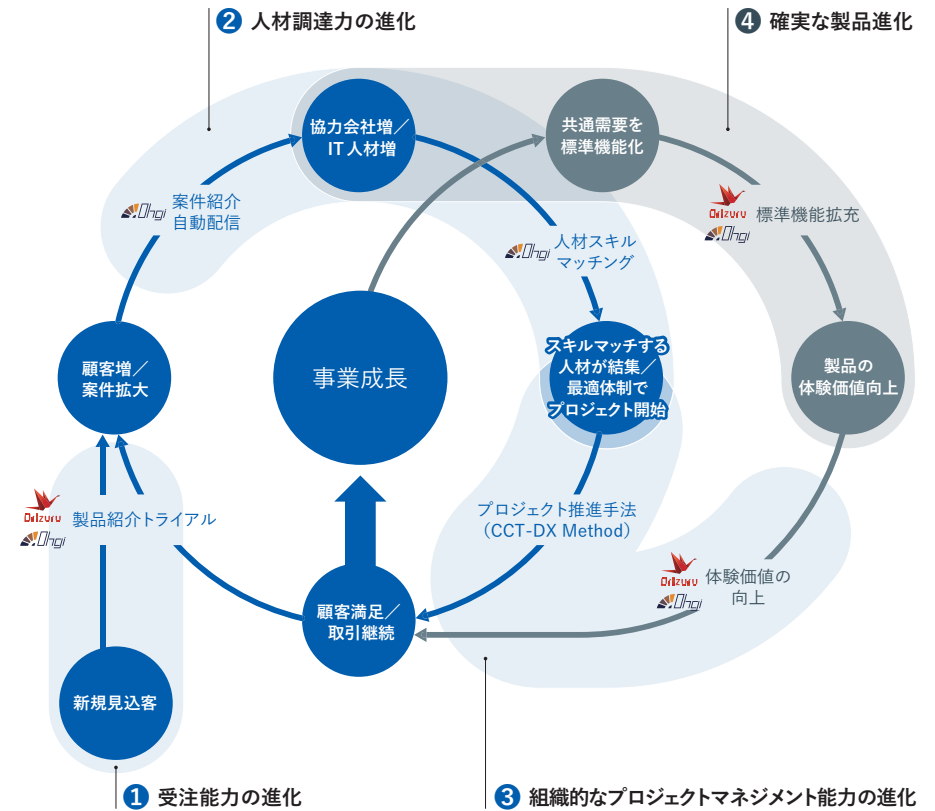 2 人材調達力の進化
4 確実な製品進化
協力会社増／
IT人材増
共通需要を
標準機能化
Ohgi
案件紹介
自動配信
Orizuru
Ohgi
標準機能拡充
Ohgi
人材スキル
マッチング
顧客増／
案件拡大
事業成長
スキルマッチする
人材が結集／
最適体制で
プロジェクト開始
製品の
体験価値向上
Orizuru
Ohgi
製品紹介トライアル
プロジェクト推進手法
（CCT-DX Method）
Orizuru
Ohgi
体験価値の
向上
顧客満足／
取引継続
新規見込客
1 受注能力の進化
3 組織的なプロジェクトマネジメント能力の進化